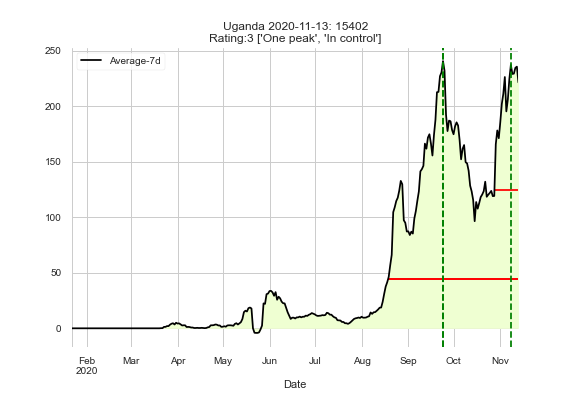 Uganda 2020-11-13: 15402
Rating:3 ['One peak', 'In control']
Average-7d
250
200
150
100
50
0
Feb Mar Apr May Jun Jul Aug Sep Oct Nov
2020
Date